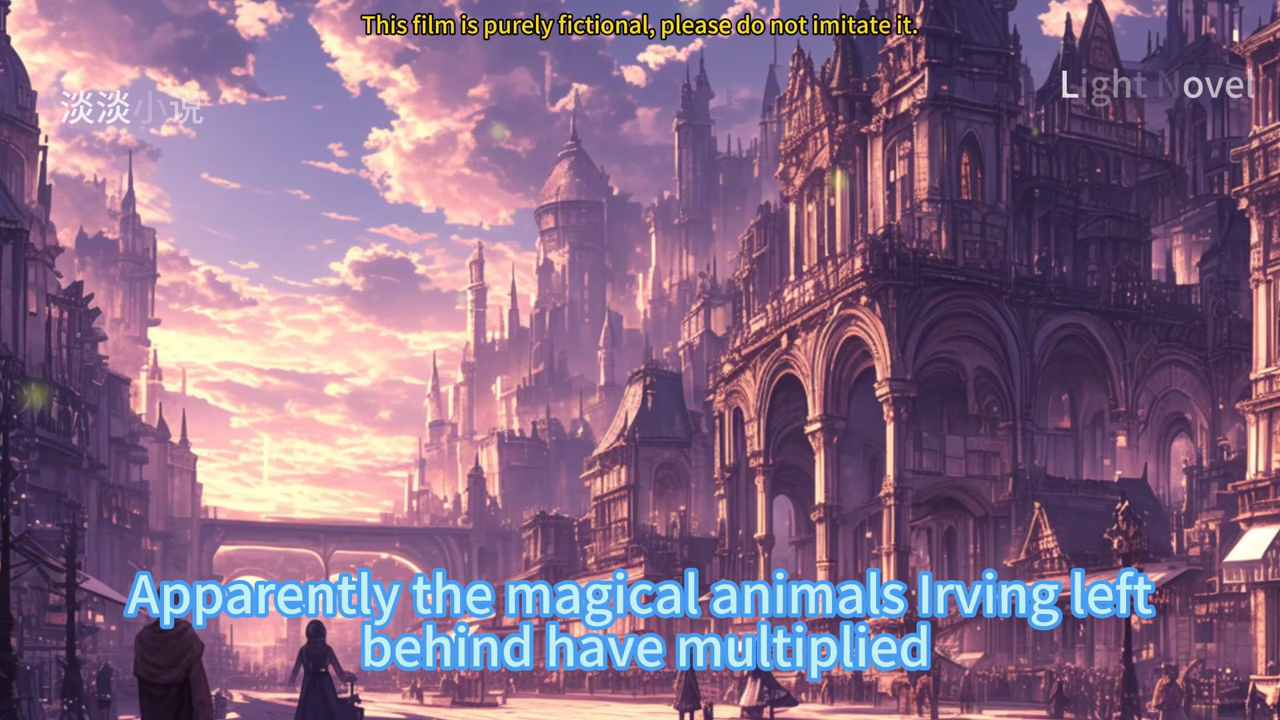 This film is purely fictional, please do not imitate it.
淡淡小说
Light Novel
Apparently the magical animals Irving left
behind have multiplied